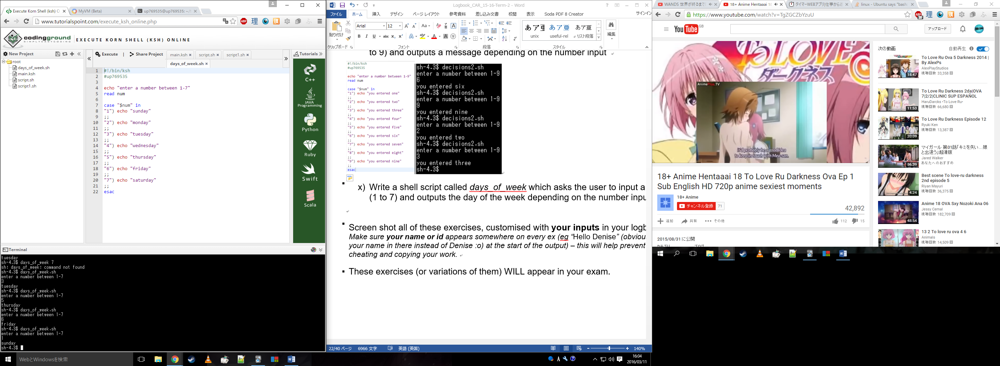 Execute Korn Shell (ksh) O
MyVM (Beta)
up769535@up769535: ~/
www.tutorialspoint.com/execute_ksh_online.php
codingground
SIMPLYEASYCODING
EXECUTE KORN SHELL (KSH) ONLINE
New Project
Execute | Share Project
main.ksh
script.sh
script1.sh
days_of_week.sh
Tutorials
root
days_of_week.sh
main.ksh
script.sh
script1.sh
1 #!/bin/ksh
2 #up769535
3
4 echo "enter a number between 1-7"
5 read num
6
7 case "$num" in
8 "1") echo "sunday"
9 ;;
10 "2") echo "monday"
11 ;;
12 "3") echo "tuesday"
13 ;;
14 "4") echo "wednesday"
15 ;;
16 "5") echo "thursday"
17 ;;
18 "6") echo "friday"
19 ;;
20 "7") echo "saturday"
21 ;;
22 esac
C++
JAVA
Programming
Python
Ruby
Swift
Scala
Terminal
tuesday
sh-4.3$ days_of_week 7
sh: days_of_week: command not found
sh-4.3$ days_of_week.sh
enter a number between 1-7
3
tuesday
sh-4.3$ days_of_week.sh
enter a number between 1-7
5
thursday
sh-4.3$ days_of_week.sh
enter a number between 1-7
6
friday
sh-4.3$ days_of_week.sh
enter a number between 1-7
1
sunday
sh-4.3$
WebとWindowsを検索
Logbook_CAR_15-16-Term-2 - Word
ファイル ホーム 挿入 デザイン ページ レイアウト 参考資料 差し込み文書 校閲 表示 Soda PDF 8 Creator サインイン
貼り付け
Arial 12
クリップボード フォント 段落 スタイル
あア亜 unix
あア亜 useful-rel
あア亜 リスト段落
編集
to 9) and outputs a message depending on the number input
#!/bin/ksh
#up769535
echo "enter a number between 1-9"
read num
case "$num" in
"1") echo "you entered one"
;;
"2") echo "you entered two"
;;
"3") echo "you entered three"
;;
"4") echo "you entered four"
;;
"5") echo "you entered five"
;;
"6") echo "you entered six"
;;
"7") echo "you entered seven"
;;
"8") echo "you entered eight"
;;
"9") echo "you entered nine"
;;
esac
sh-4.3$ decisions2.sh
enter a number between 1-9
6
you entered six
sh-4.3$ decisions2.sh
enter a number between 1-9
9
you entered nine
sh-4.3$ decisions2.sh
enter a number between 1-9
2
you entered two
sh-4.3$ decisions2.sh
enter a number between 1-9
3
you entered three
sh-4.3$
x) Write a shell script called days_of_week which asks the user to input a
(1 to 7) and outputs the day of the week depending on the number inpu
Screen shot all of these exercises, customised with your inputs in your logb
Make sure your name or id appears somewhere on every ex (eg “Hello Denise” (obviou
your name in there instead of Denise :o) at the start of the output) – this will help prevent
cheating and copying your work.
These exercises (or variations of them) WILL appear in your exam.
22/40 ページ 6966 文字 英語 (英国) 140%
16:04
2016/03/11
WANDS 世界が終るまで
18+ Anime Hentaaai 18
タイマーWEBアプリ|仕事から
linux - Ubuntu says "bash:
https://www.youtube.com/watch?v=TgZGCZbYzuU
YouTube GB
アップロード
AnimePlus.TV
ToLOVE
ダークネス
it'd probably be a good idea
to keep in touch with Mea-san.
18+ Anime Hentaaai 18 To Love Ru Darkness Ova Ep 1
Sub English HD 720p anime sexiest moments
18+ Anime
チャンネル登録 71
42,892
追加 共有 その他 112 15
2015/08/31 に公開
次の動画 自動再生
To Love Ru Ova 5 Darkness 2014 |
By AlexPs
AlexPlayStudios
視聴回数 33,358 回
18:47
To Love Ru Darkness 2da|OVA
7|2/2|CLINIC SUP ESPAÑOL
HaruDarcks •To Love Ru•
視聴回数 66,680 回
11:53
To Love Ru Darkness Episode 12
Ryuki Ken
視聴回数 13,387 回
20:09
マイガール 第01話「キミを失い…娘
と出逢う」超清版
Jared Walker
あなたへのおすすめ
56:39
Best scene To love-ru darkness
2nd episode 5
Riyan Mayuri
視聴回数 36,375 回
4:24
Anime 18 OVA Sxy Nozoki Ana 06
Jessy Cemal
視聴回数 182,709 回
48:54
13 2 To love ru ova 4 6
Animals
視聴回数 14,509 回